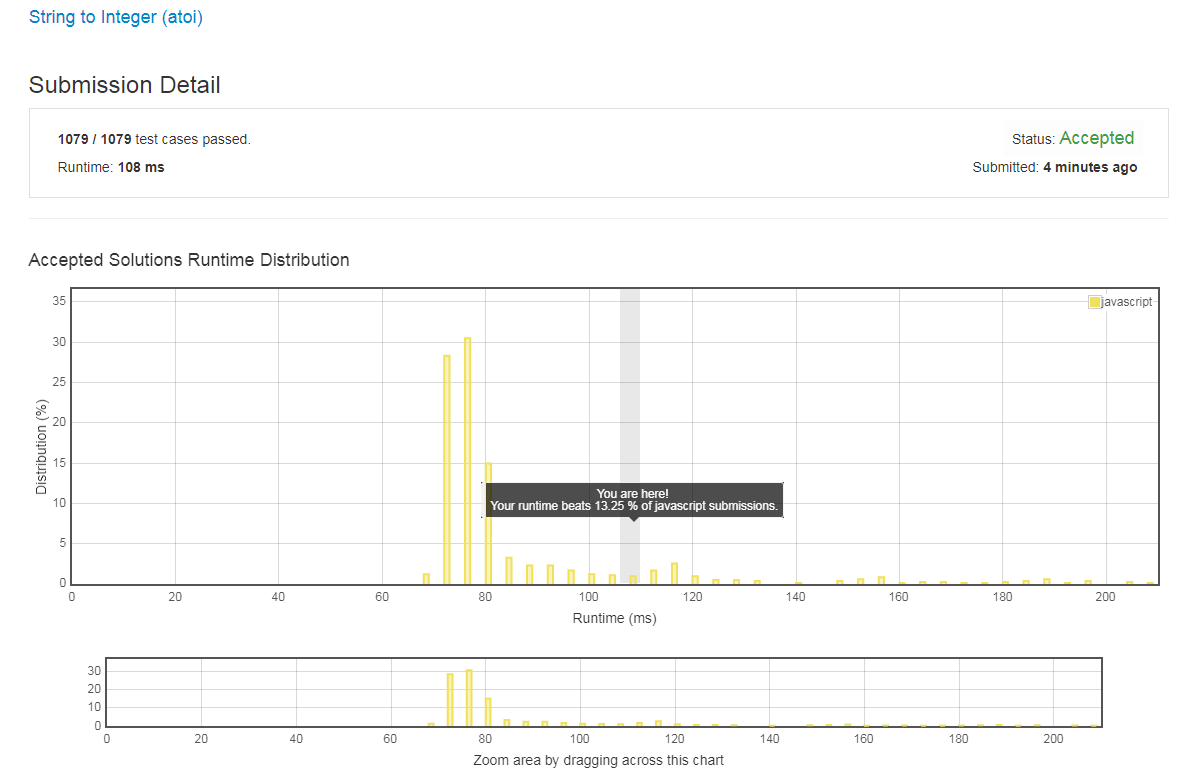 String to Integer (atoi)
Submission Detail
1079 / 1079 test cases passed.
Status: Accepted
Runtime: 108 ms
Submitted: 4 minutes ago
Accepted Solutions Runtime Distribution
35
30
25
20
15
10
5
0
Distribution (%)
javascript
You are here!
Your runtime beats 13.25 % of javascript submissions.
0 20 40 60 80 100 120 140 160 180 200
Runtime (ms)
30
20
10
0
0 20 40 60 80 100 120 140 160 180 200
Zoom area by dragging across this chart